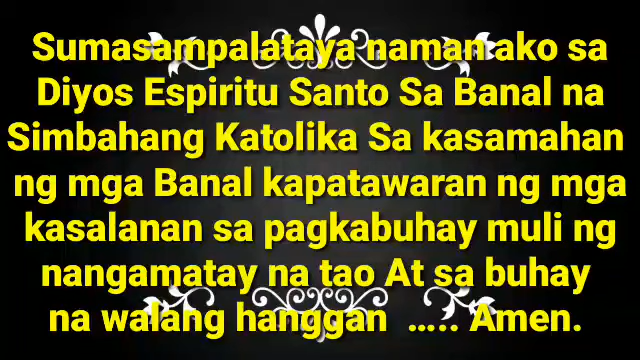 Sumasampalataya naman ako sa
Diyos Espiritu Santo Sa Banal na
Simbahang Katolika Sa kasamahan
ng mga Banal kapatawaran ng mga
kasalanan sa pagkabuhay muli ng
nangamatay na tao At sa buhay
na walang hanggan ..... Amen.